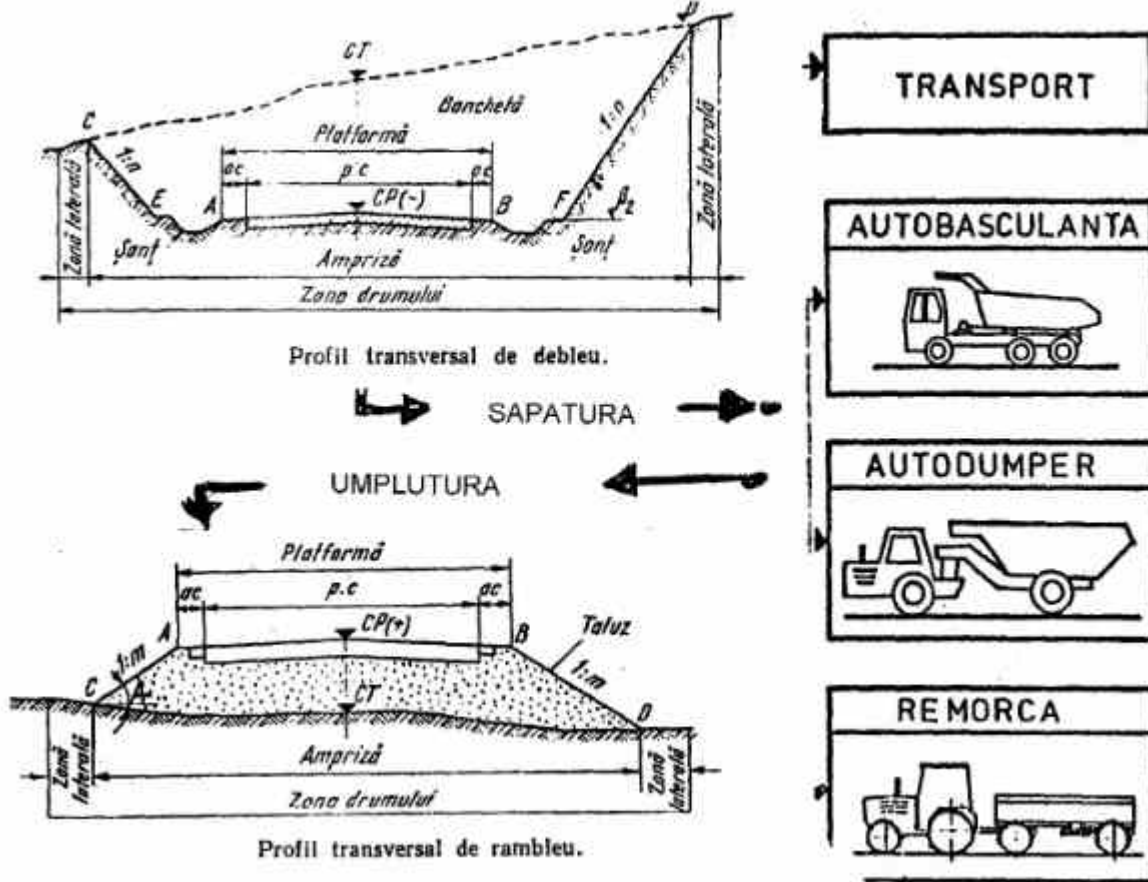 CT
D
C
Banchetă
Platformă
1:n
1:n
ac
p.c
ac
E
A
CP(-)
B
F
β2
Zonă laterală
Șanț
Șanț
Zonă laterală
Ampriză
Zona drumului
Profil transversal de debleu.
SAPATURA
UMPLUTURA
Platformă
ac
p.c
ac
A
CP(+)
B
Taluz
1:m
1:m
C
CT
D
Zonă laterală
Ampriză
Zonă laterală
Zona drumului
Profil transversal de rambleu.
TRANSPORT
AUTOBASCULANTA
AUTODUMPER
REMORCA